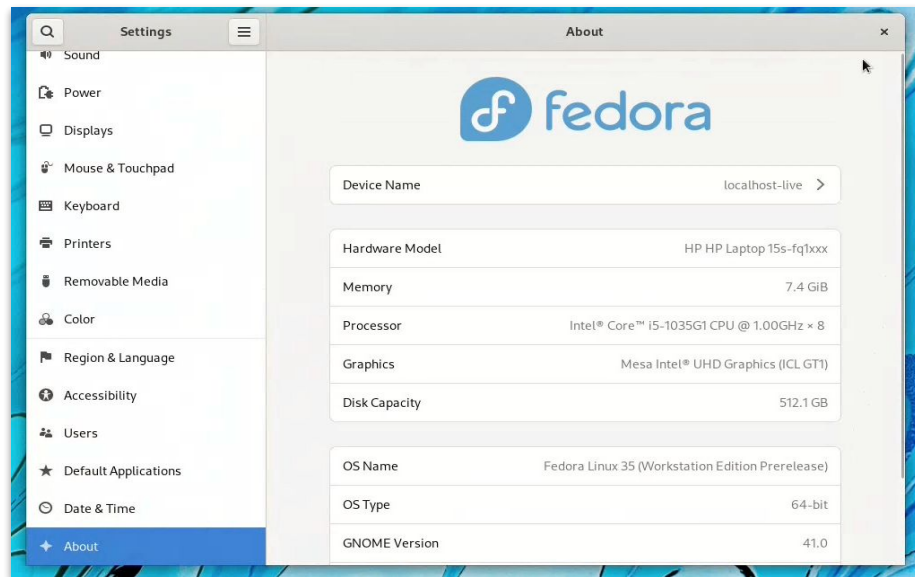 Settings
About
Sound
Power
Displays
Mouse & Touchpad
Keyboard
Printers
Removable Media
Color
Region & Language
Accessibility
Users
Default Applications
Date & Time
About
fedora
Device Name localhost-live
Hardware Model HP HP Laptop 15s-fq1xxx
Memory 7.4 GiB
Processor Intel® Core™ i5-1035G1 CPU @ 1.00GHz × 8
Graphics Mesa Intel® UHD Graphics (ICL GT1)
Disk Capacity 512.1 GB
OS Name Fedora Linux 35 (Workstation Edition Prerelease)
OS Type 64-bit
GNOME Version 41.0